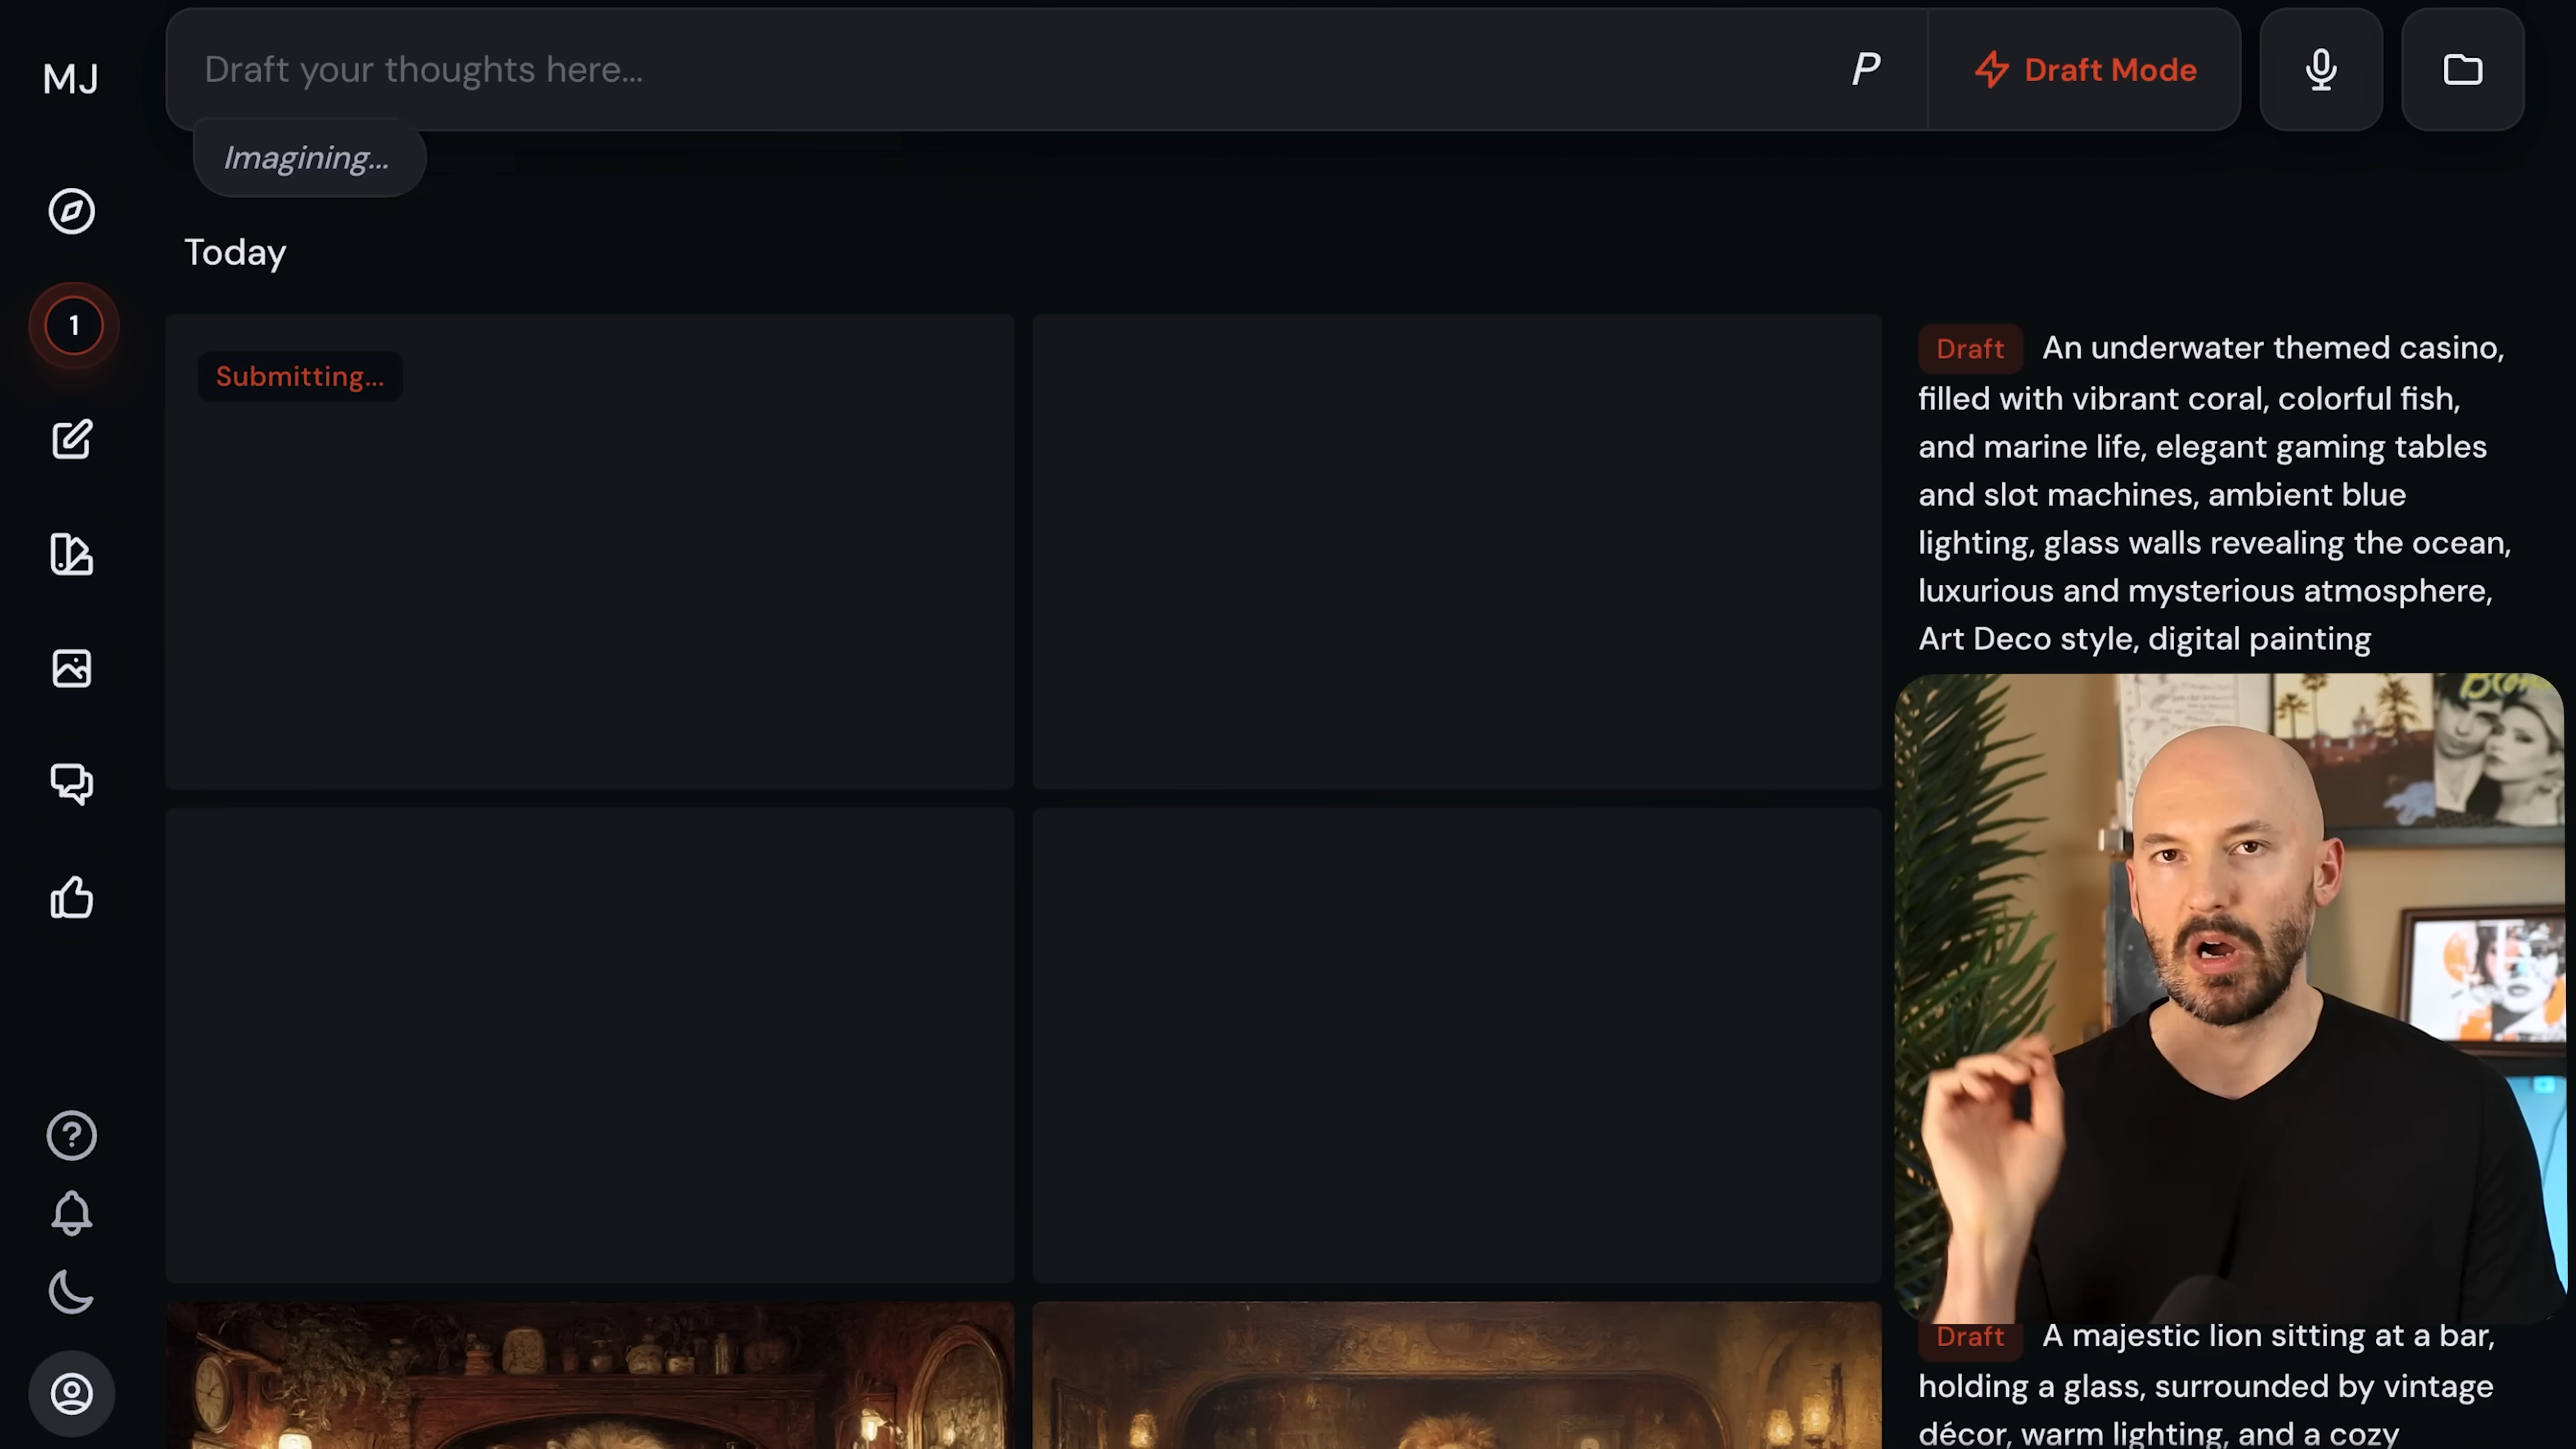 MJ
Draft your thoughts here...
P
Draft Mode
Imagining...
Today
1
Submitting...
Draft An underwater themed casino,
filled with vibrant coral, colorful fish,
and marine life, elegant gaming tables
and slot machines, ambient blue
lighting, glass walls revealing the ocean,
luxurious and mysterious atmosphere,
Art Deco style, digital painting
Draft A majestic lion sitting at a bar,
holding a glass, surrounded by vintage
décor, warm lighting, and a cozy